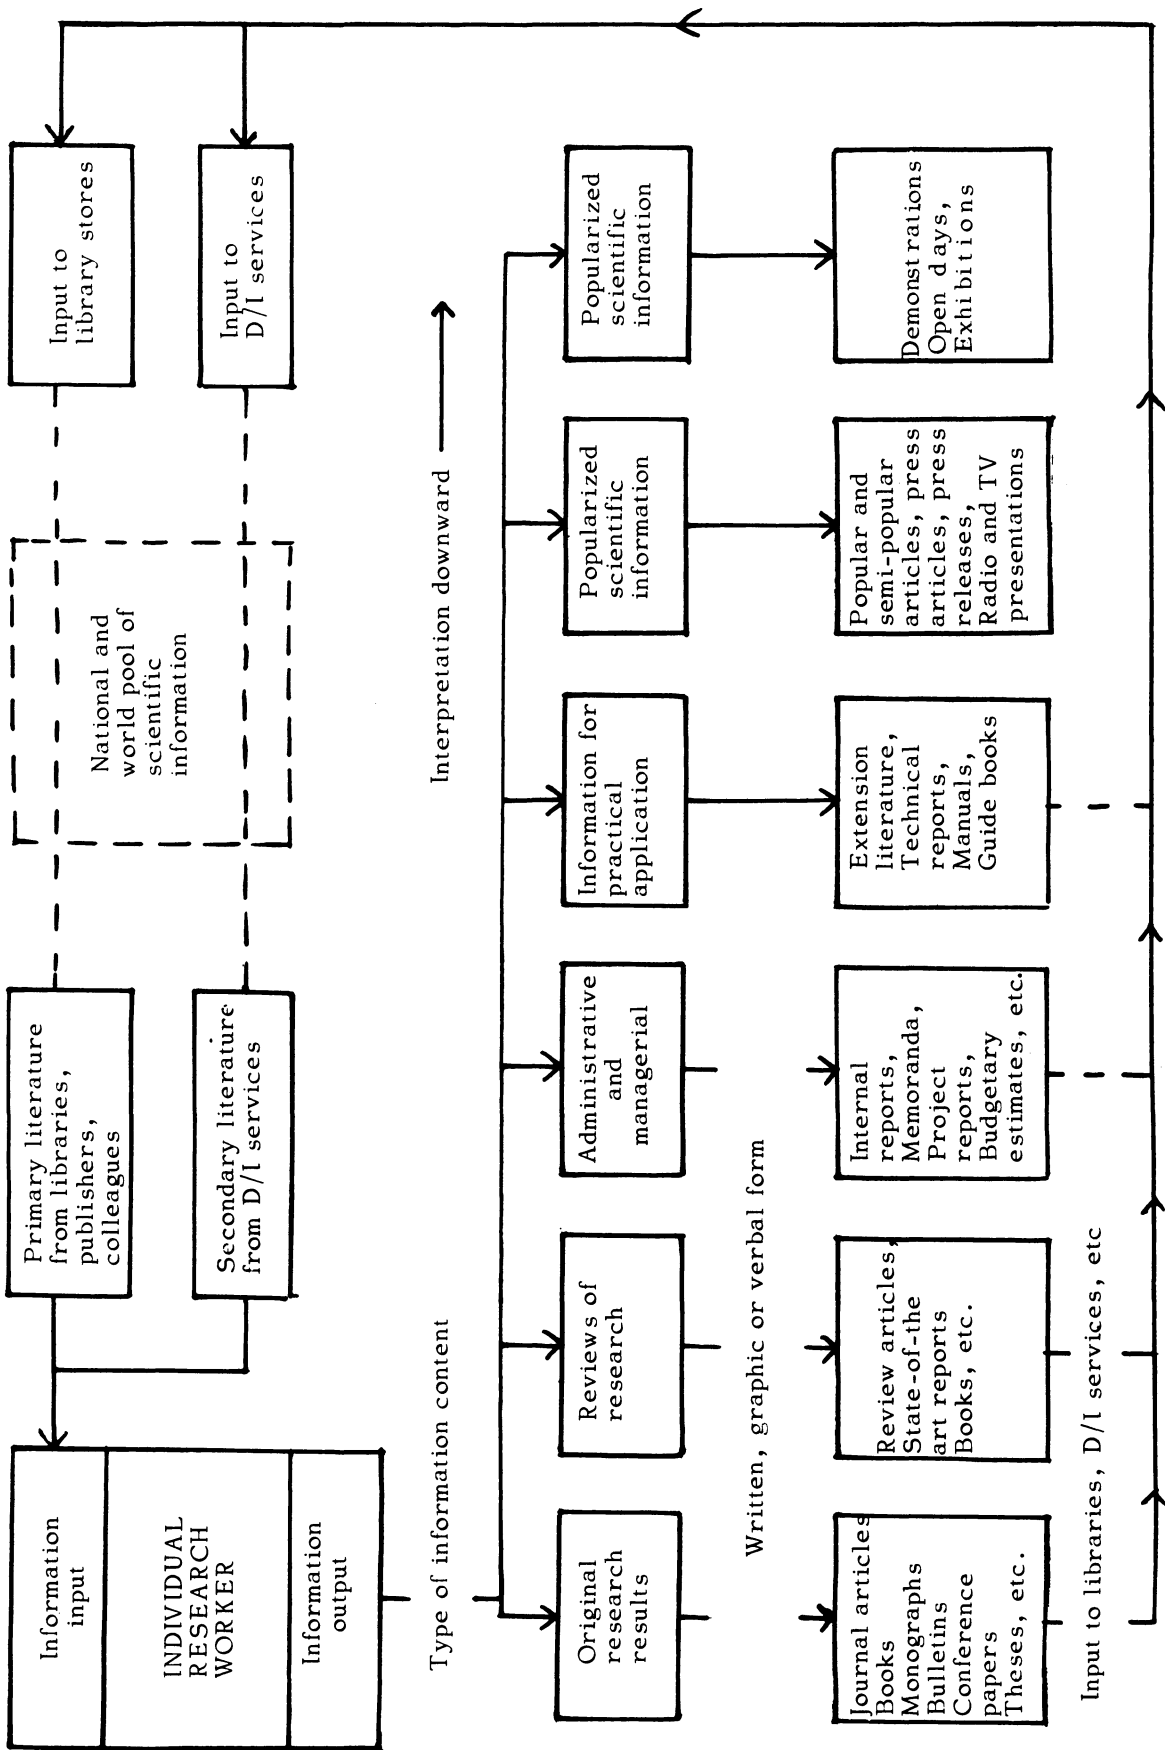 Information
input
INDIVIDUAL
RESEARCH
WORKER
Information
output
Primary literature
from libraries,
publishers,
colleagues
Secondary literature
from D/I services
National and
world pool of
scientific
information
Input to
library stores
Input to
D/I services
Type of information content
Interpretation downward
Original
research
results
Reviews of
research
Administrative
and
managerial
Information for
practical
application
Popularized
scientific
information
Popularized
scientific
information
Written, graphic or verbal form
Journal articles
Books
Monographs
Bulletins
Conference
papers
Theses, etc.
Review articles,
State-of-the
art reports
Books, etc.
Internal
reports,
Memoranda,
Project
reports,
Budgetary
estimates, etc.
Extension
literature,
Technical
reports,
Manuals,
Guide books
Popular and
semi-popular
articles, press
articles, press
releases,
Radio and TV
presentations
Demonstrations
Open days,
Exhibitions
Input to libraries, D/I services, etc